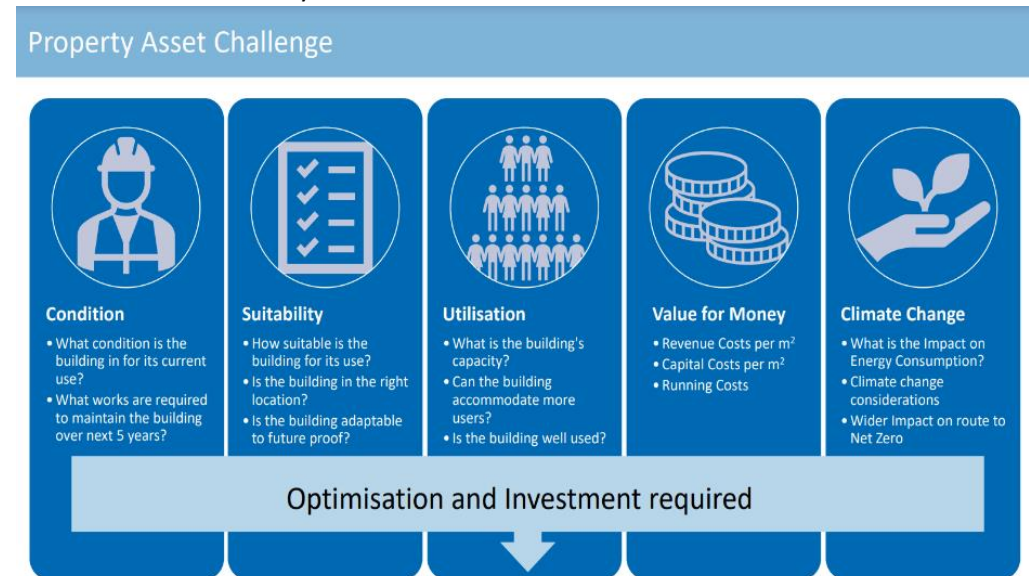 Property Asset Challenge
Condition
• What condition is the
building in for its current
use?
• What works are required
to maintain the building
over next 5 years?
Suitability
• How suitable is the
building for its use?
• Is the building in the right
location?
• Is the building adaptable
to future proof?
Utilisation
• What is the building's
capacity?
• Can the building
accommodate more
users?
• Is the building well used?
Value for Money
• Revenue Costs per m²
• Capital Costs per m²
• Running Costs
Climate Change
• What is the Impact on
Energy Consumption?
• Climate change
considerations
• Wider Impact on route to
Net Zero
Optimisation and Investment required